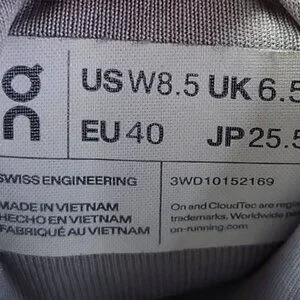 on
US W8.5 UK 6.5
EU 40 JP 25.5
SWISS ENGINEERING
3WD10152169
MADE IN VIETNAM
HECHO EN VIETNAM
FABRIQUÉ AU VIETNAM
On and CloudTec are regi
trademarks. Worldwide pa
on-running.com